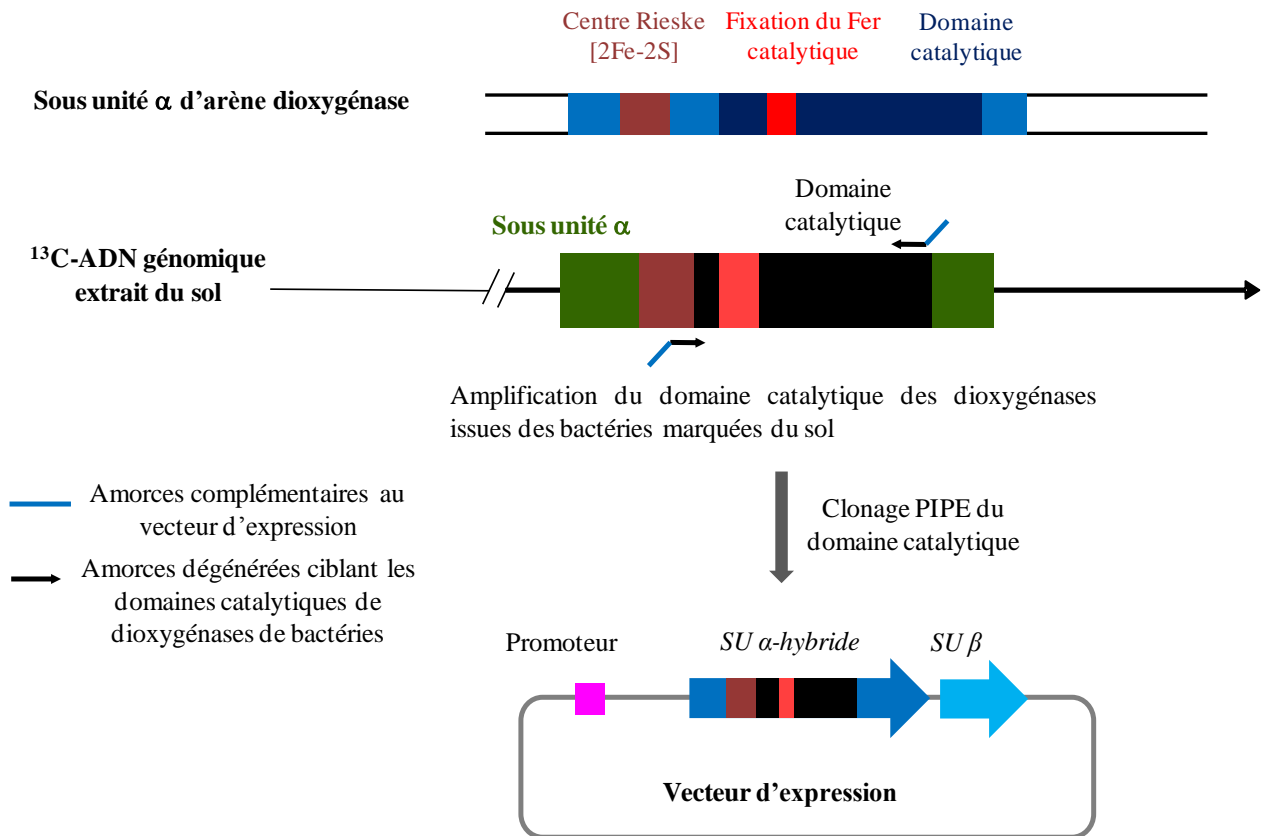 Centre Rieske
[2Fe-2S]
Fixation du Fer
catalytique
Domaine
catalytique
Sous unité α d’arène dioxygénase
Domaine
catalytique
Sous unité α
¹³C-ADN génomique
extrait du sol
Amplification du domaine catalytique des dioxygénases
issues des bactéries marquées du sol
Amorces complémentaires au
vecteur d’expression
Clonage PIPE du
domaine catalytique
Amorces dégénérées ciblant les
domaines catalytiques de
dioxygénases de bactéries
Promoteur
SU α-hybride
SU β
Vecteur d’expression